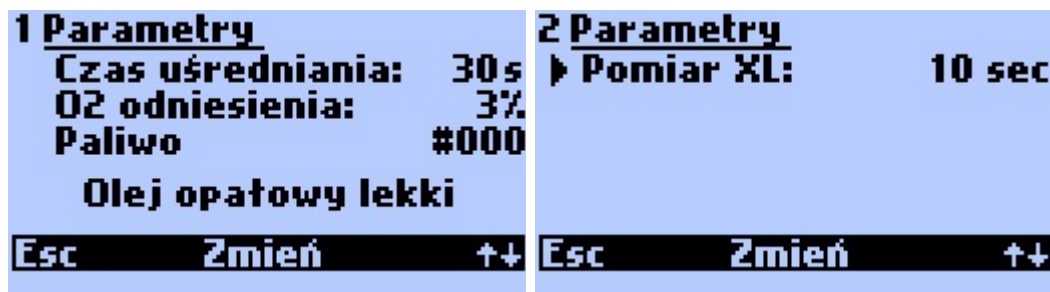 1 Parametry
Czas uśredniania: 30s
O2 odniesienia: 3%
Paliwo #000
Olej opałowy lekki
Esc Zmień ↑↓
2 Parametry
Pomiar XL: 10 sec
Esc Zmień ↑↓